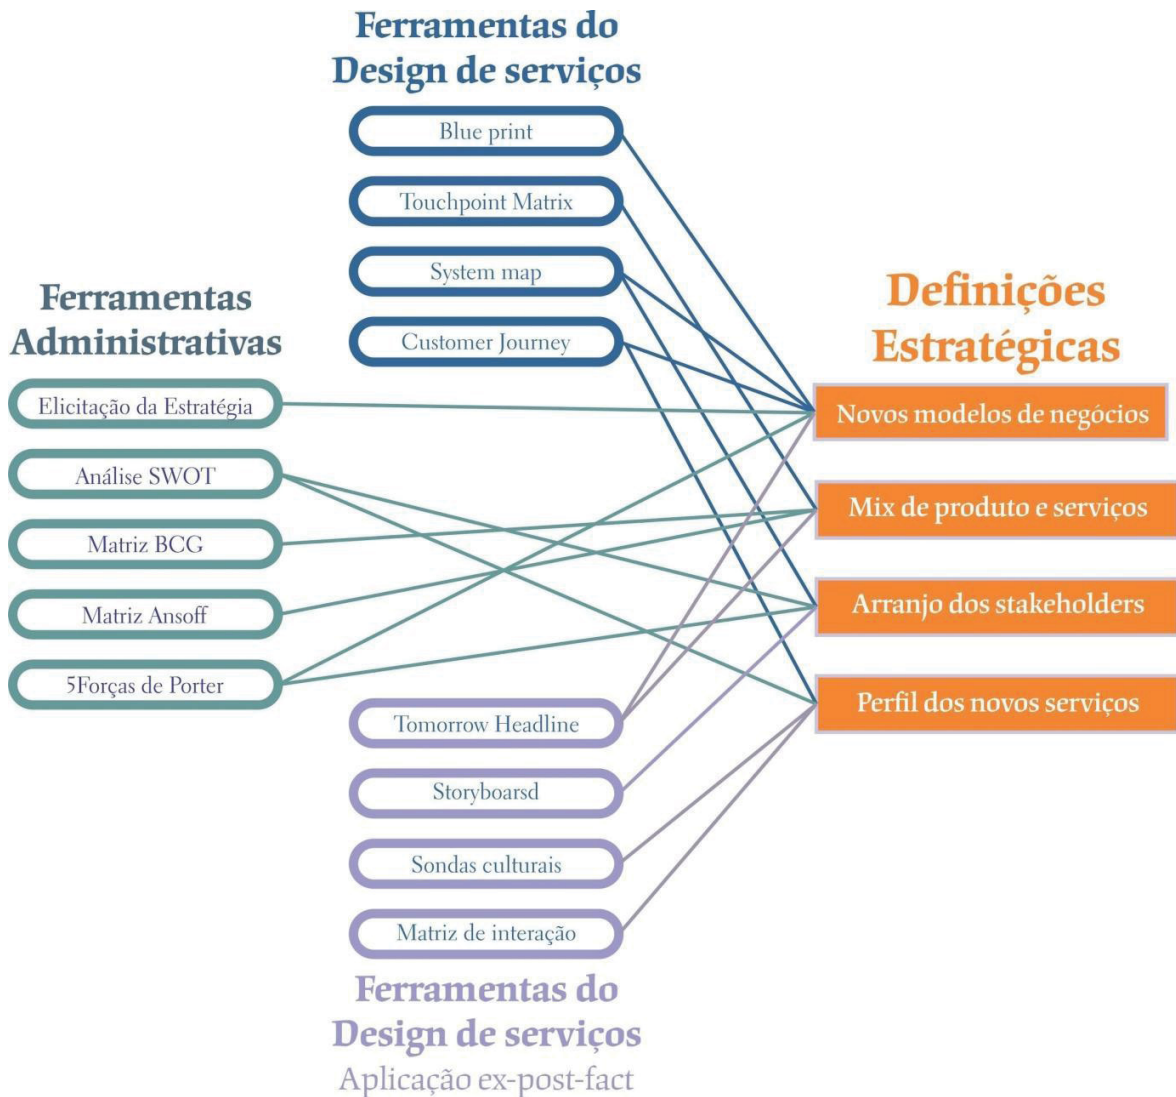 Ferramentas do
Design de serviços
Blue print
Touchpoint Matrix
System map
Customer Journey
Ferramentas
Administrativas
Elicitação da Estratégia
Análise SWOT
Matriz BCG
Matriz Ansoff
5Forças de Porter
Definições
Estratégicas
Novos modelos de negócios
Mix de produto e serviços
Arranjo dos stakeholders
Perfil dos novos serviços
Tomorrow Headline
Storyboarsd
Sondas culturais
Matriz de interação
Ferramentas do
Design de serviços
Aplicação ex-post-fact